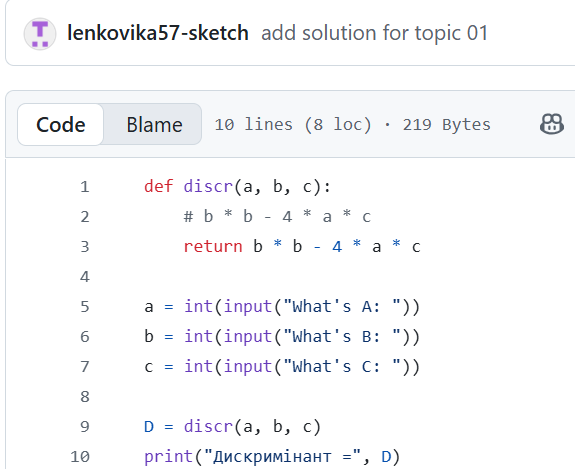 lenkovika57-sketch add solution for topic 01
Code Blame 10 lines (8 loc) · 219 Bytes
1 def discr(a, b, c):
2     # b * b - 4 * a * c
3     return b * b - 4 * a * c
4
5 a = int(input("What's A: "))
6 b = int(input("What's B: "))
7 c = int(input("What's C: "))
8
9 D = discr(a, b, c)
10 print("Дискримінант =", D)